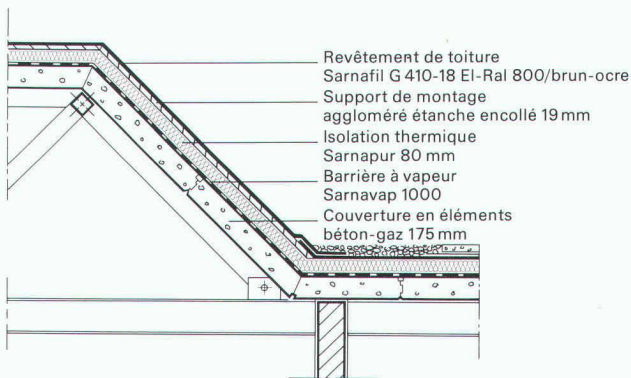 Revêtement de toiture
Sarnafil G 410-18 El-Ral 800/brun-ocre
Support de montage
aggloméré étanche encollé 19 mm
Isolation thermique
Sarnapur 80 mm
Barrière à vapeur
Sarnavap 1000
Couverture en éléments
béton-gaz 175 mm